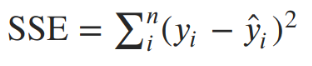 SSE = ∑ᵢⁿ(yᵢ − ŷᵢ)²